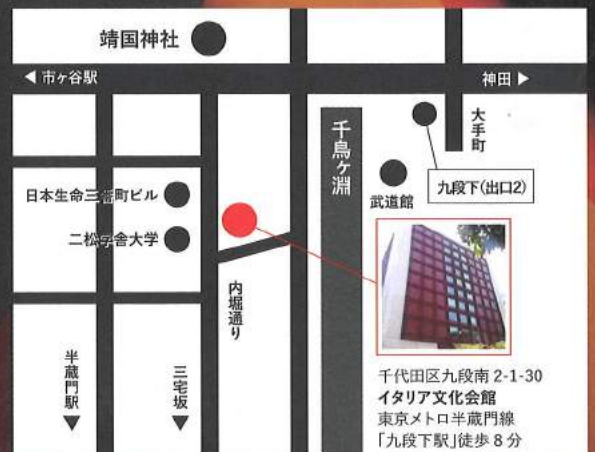 靖国神社
◀ 市ヶ谷駅
神田 ▶
大手町
千鳥ヶ淵
九段下(出口2)
武道館
日本生命三番町ビル
二松学舎大学
内堀通り
半蔵門駅
▼
三宅坂
▼
千代田区九段南 2-1-30
イタリア文化会館
東京メトロ半蔵門線
「九段下駅」徒歩 8 分